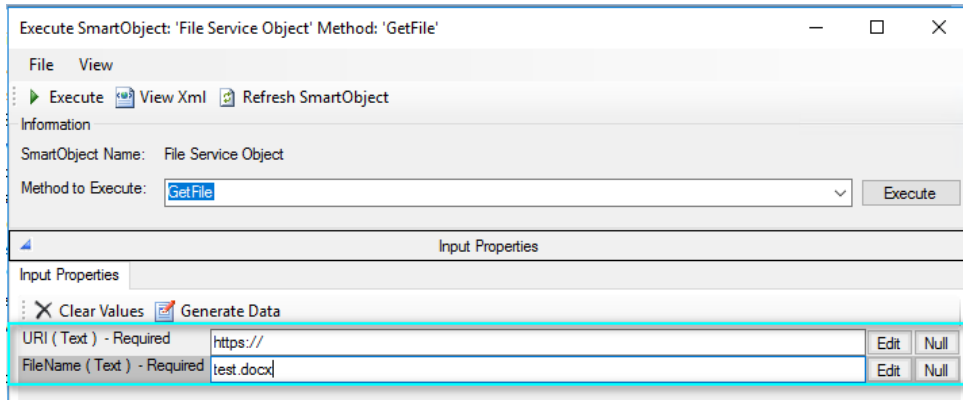 Execute SmartObject: 'File Service Object' Method: 'GetFile'
File View
Execute View Xml Refresh SmartObject
Information
SmartObject Name: File Service Object
Method to Execute: GetFile Execute
Input Properties
Input Properties
Clear Values Generate Data
URI ( Text ) - Required https:// Edit Null
FileName ( Text ) - Required test.docx Edit Null